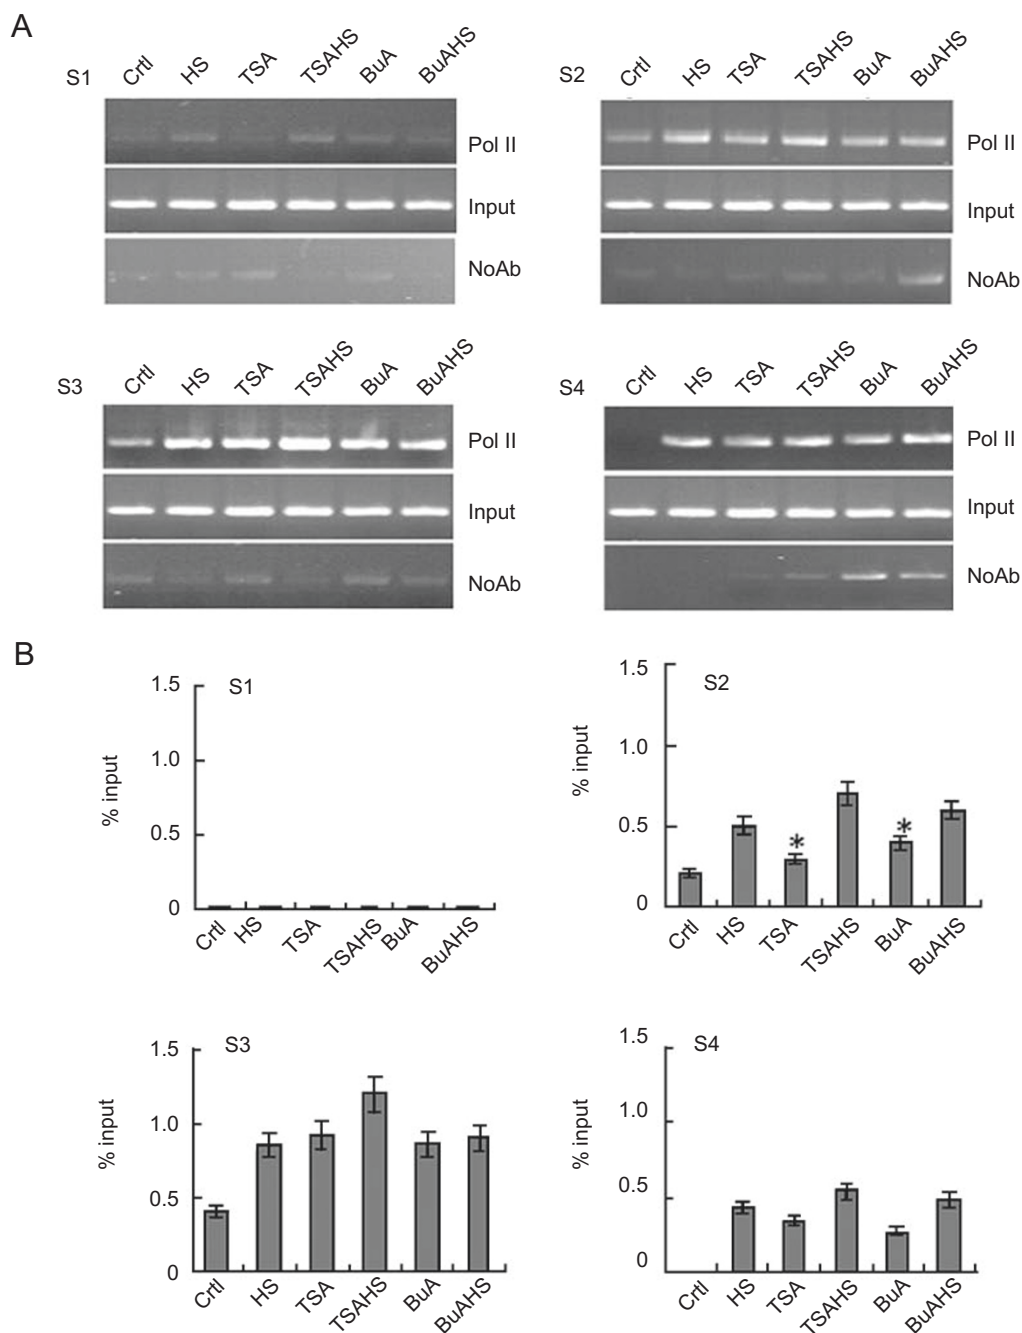 A
S1 Crtl HS TSA TSAHS BuA BuAHS
Pol II
Input
NoAb
S2 Crtl HS TSA TSAHS BuA BuAHS
Pol II
Input
NoAb
S3 Crtl HS TSA TSAHS BuA BuAHS
Pol II
Input
NoAb
S4 Crtl HS TSA TSAHS BuA BuAHS
Pol II
Input
NoAb
B
S1
% input
1.5
1.0
0.5
0
Crtl HS TSA TSAHS BuA BuAHS
S2
% input
1.5
1.0
0.5
0
* *
Crtl HS TSA TSAHS BuA BuAHS
S3
% input
1.5
1.0
0.5
0
Crtl HS TSA TSAHS BuA BuAHS
S4
% input
1.5
1.0
0.5
0
Crtl HS TSA TSAHS BuA BuAHS